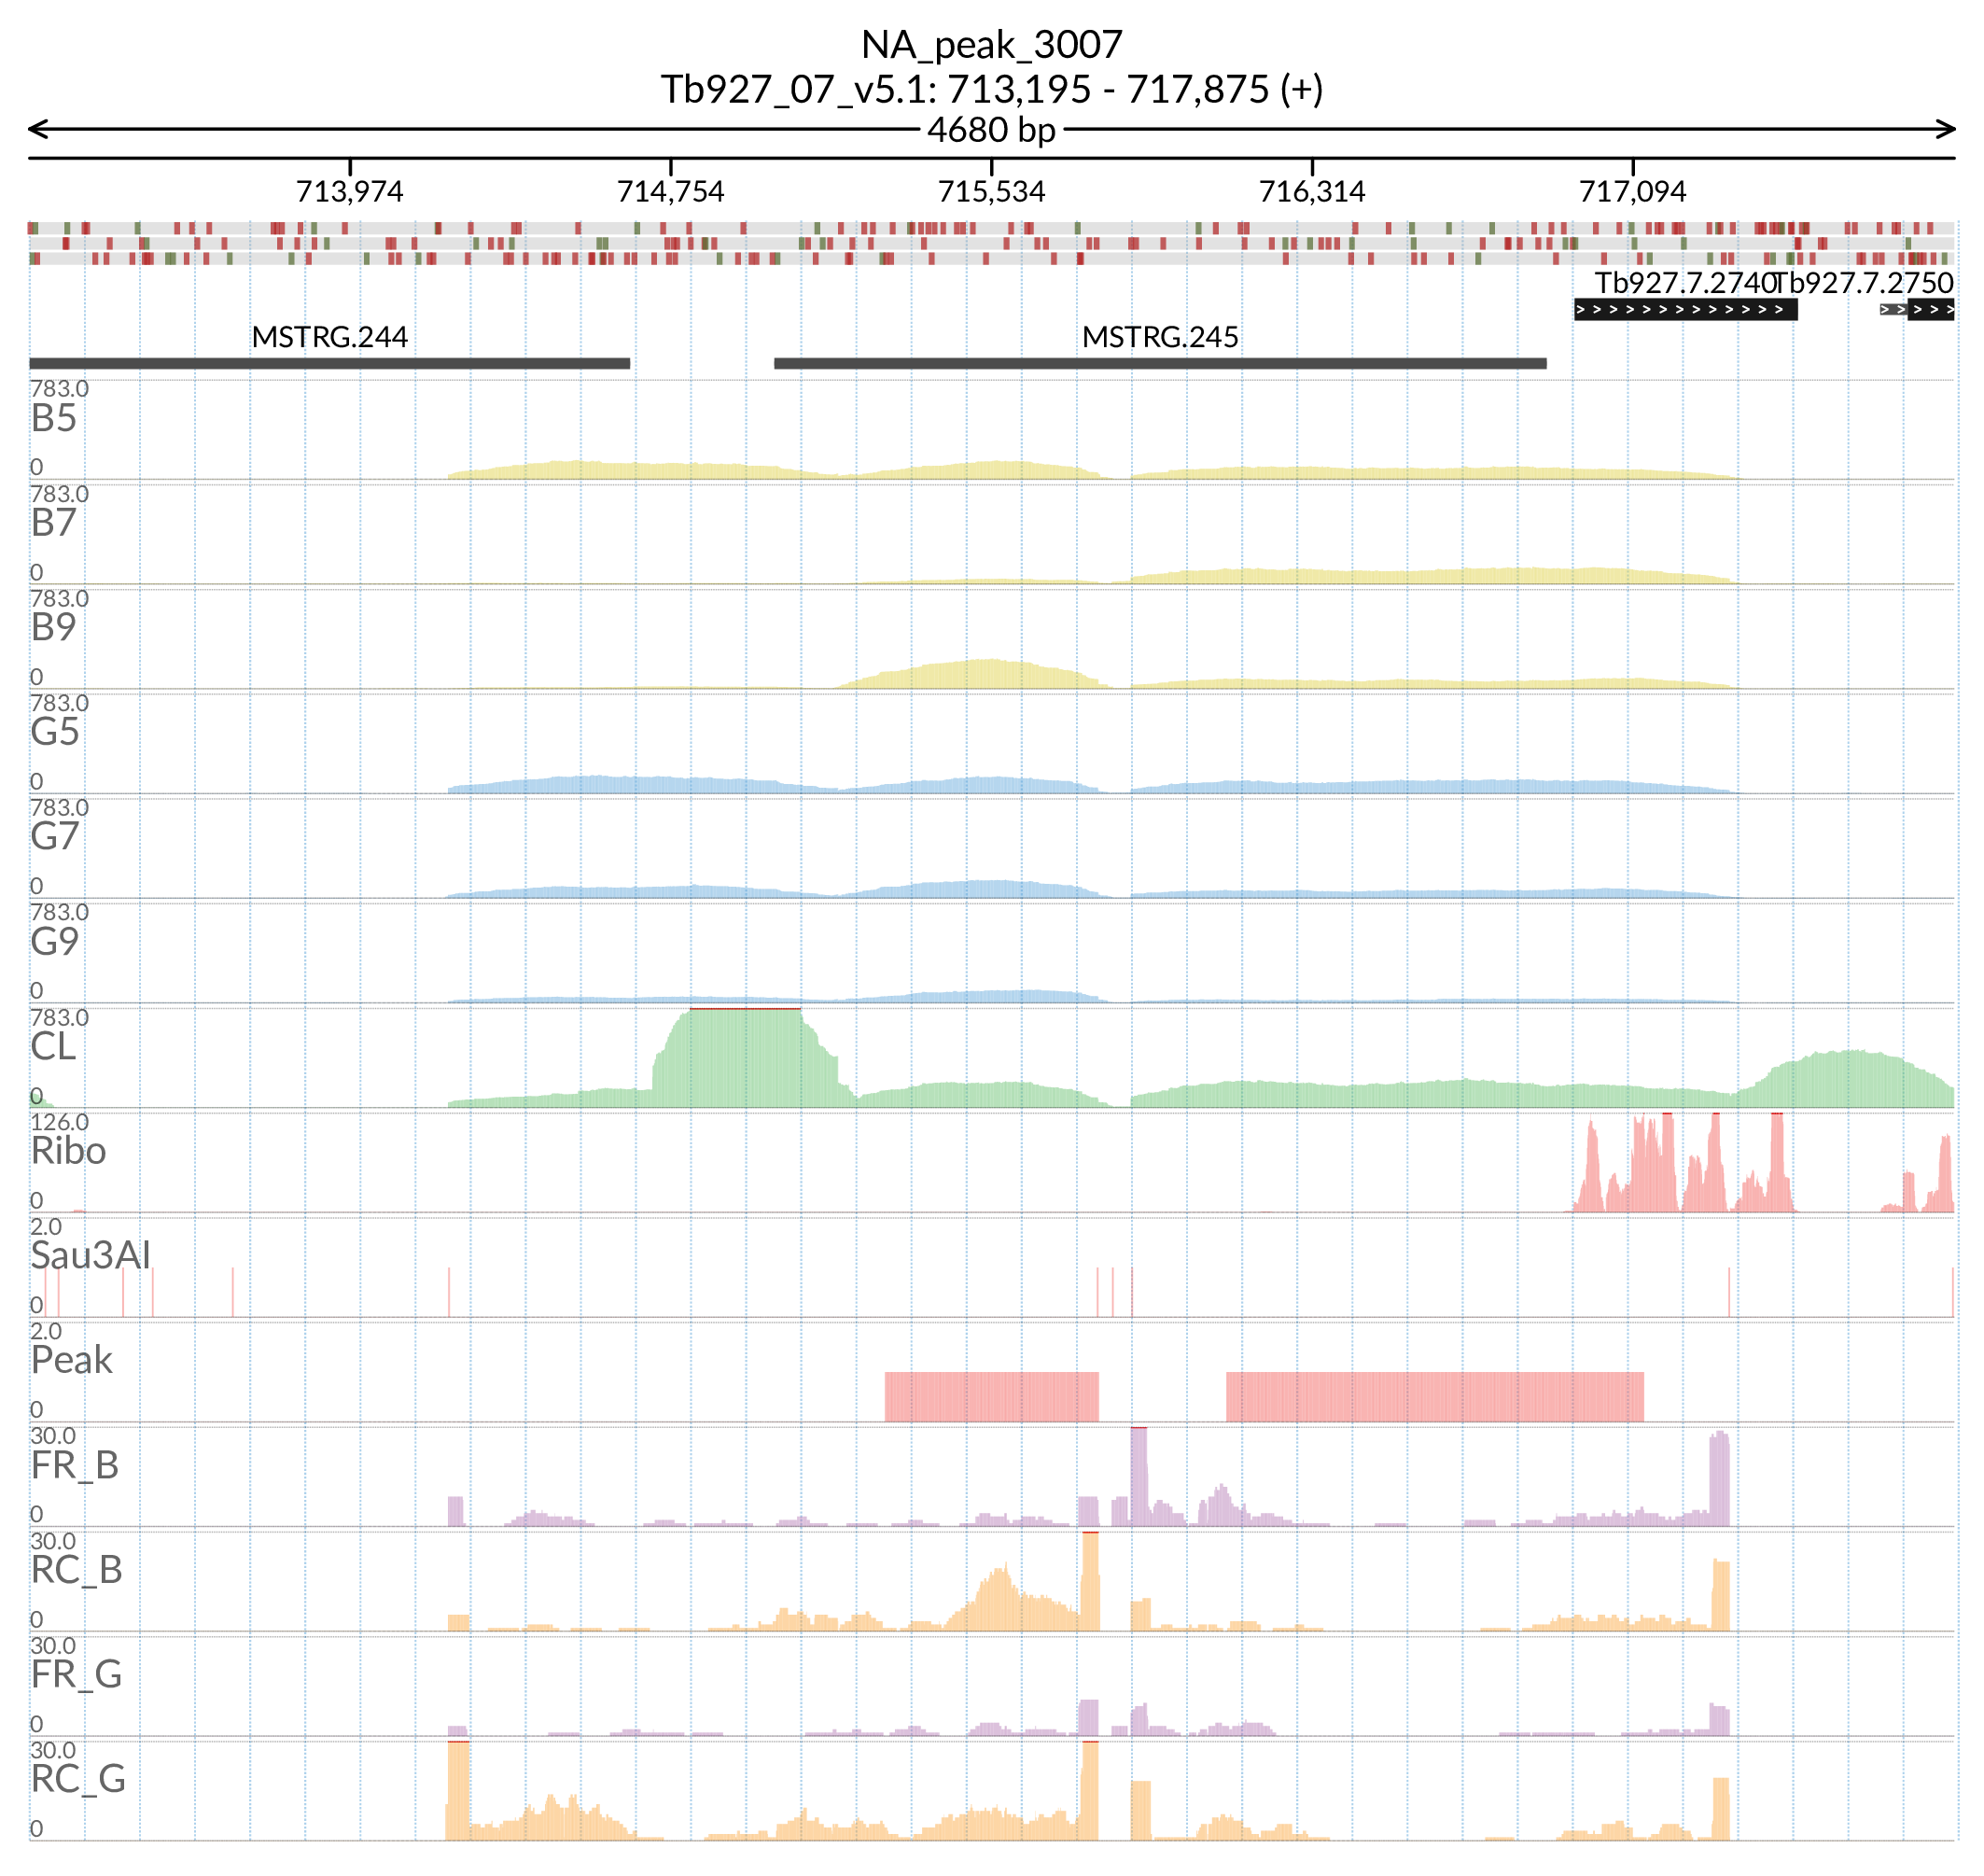 NA_peak_3007
Tb927_07_v5.1: 713,195 - 717,875 (+)
4680 bp
713,974 714,754 715,534 716,314 717,094
Tb927.7.2740 Tb927.7.2750
MSTRG.244 MSTRG.245
783.0
B5
0
783.0
B7
0
783.0
B9
0
783.0
G5
0
783.0
G7
0
783.0
G9
0
783.0
CL
0
126.0
Ribo
0
2.0
Sau3AI
0
2.0
Peak
0
30.0
FR_B
0
30.0
RC_B
0
30.0
FR_G
0
30.0
RC_G
0